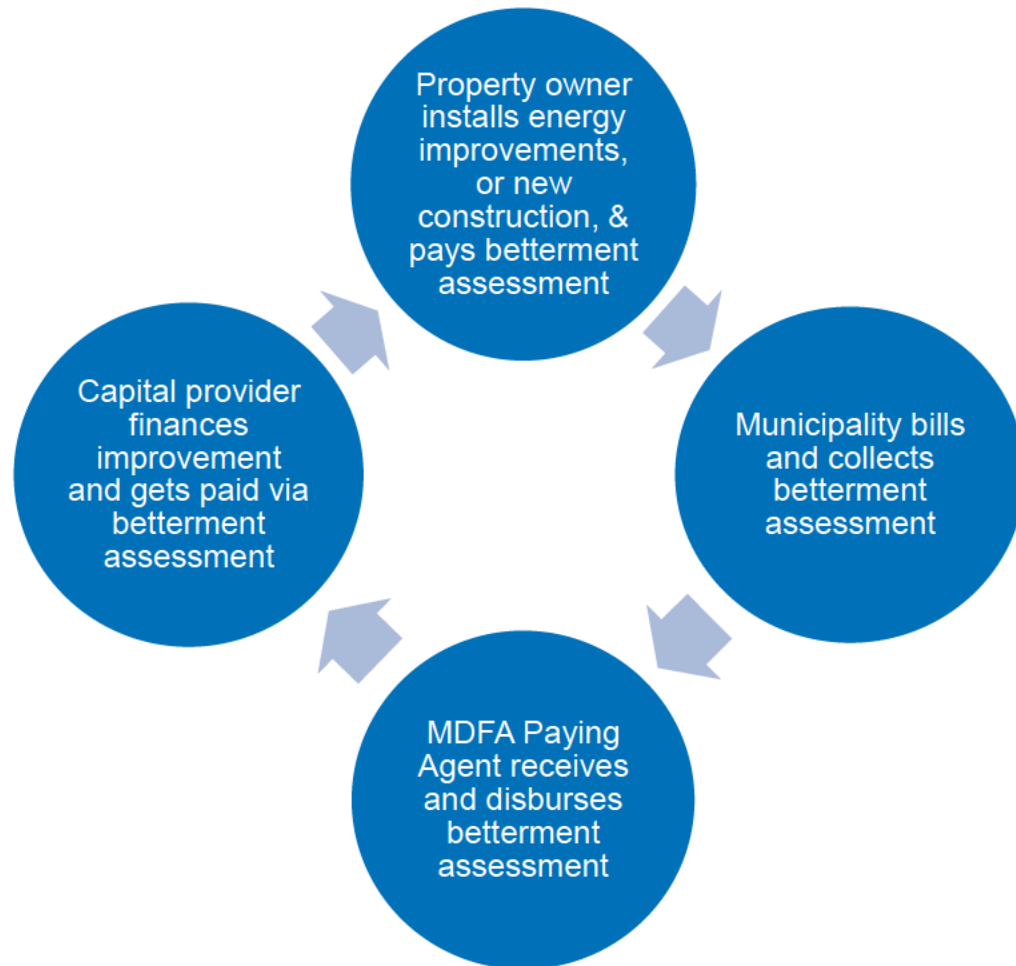 Property owner
installs energy
improvements,
or new
construction, &
pays betterment
assessment
Municipality bills
and collects
betterment
assessment
MDFA Paying
Agent receives
and disburses
betterment
assessment
Capital provider
finances
improvement
and gets paid via
betterment
assessment